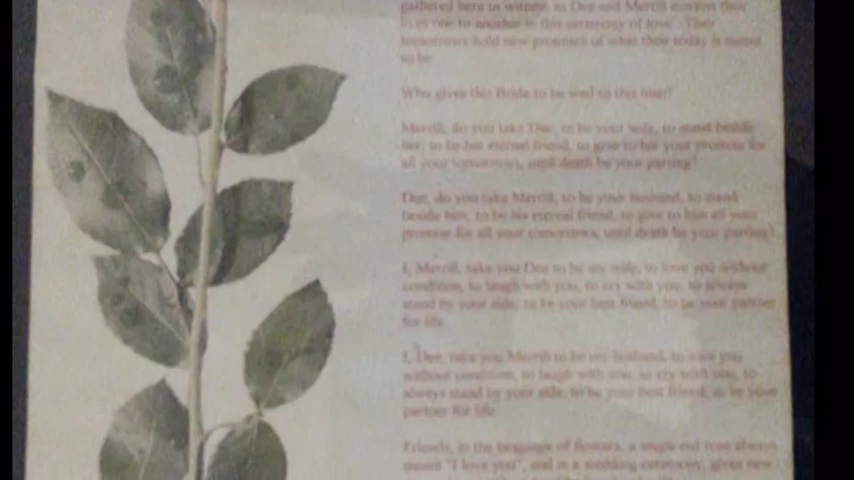 gathered here to witness as Dee and Merrill
lives one to another in this ceremony of love. Their
tomorrows hold new promises of what their today is meant
to be.
Who gives this Bride to be wed to this man?
Merrill, do you take Dee, to be your wife, to stand beside
her, to be her eternal friend, to give to her your promise for
all your tomorrows, until death be your parting?
Dee, do you take Merrill, to be your husband, to stand
beside him, to be his eternal friend, to give to him all your
promise for all your tomorrows, until death be your parting?
I, Merrill, take you Dee to be my wife, to love you without
condition, to laugh with you, to cry with you, to always
stand by your side, to be your best friend, to be your partner
for life.
I, Dee, take you Merrill to be my husband, to love you
without condition, to laugh with you, to cry with you, to
always stand by your side, to be your best friend, to be your
partner for life.
Friends, in the language of flowers, a single red rose always
meant "I love you", and in a wedding ceremony, gives new